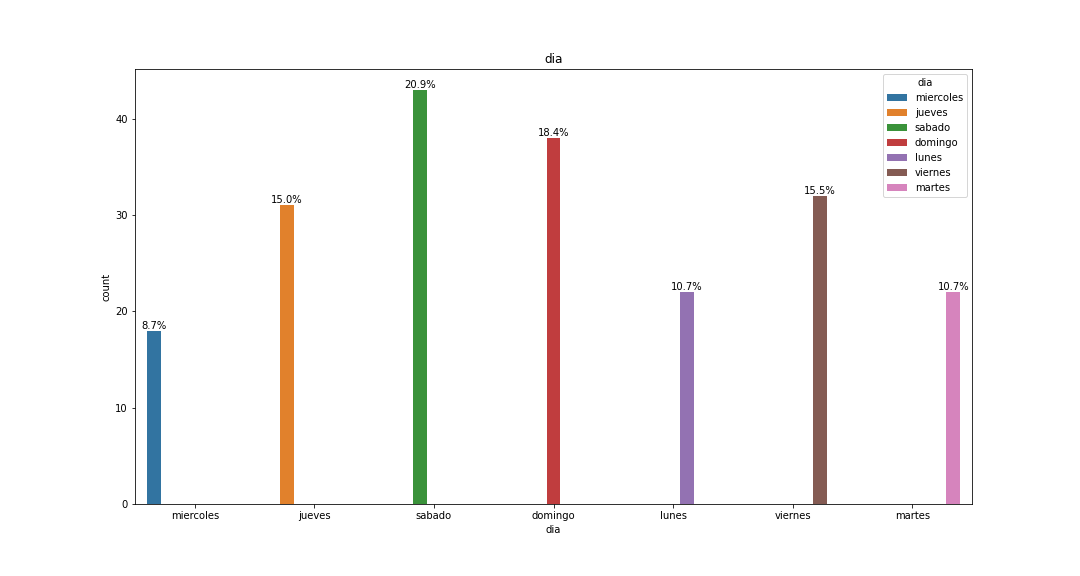 dia
dia
miercoles
jueves
sabado
domingo
lunes
viernes
martes
8.7%
15.0%
20.9%
18.4%
10.7%
15.5%
10.7%
40
30
20
10
0
count
miercoles jueves sabado domingo lunes viernes martes
dia